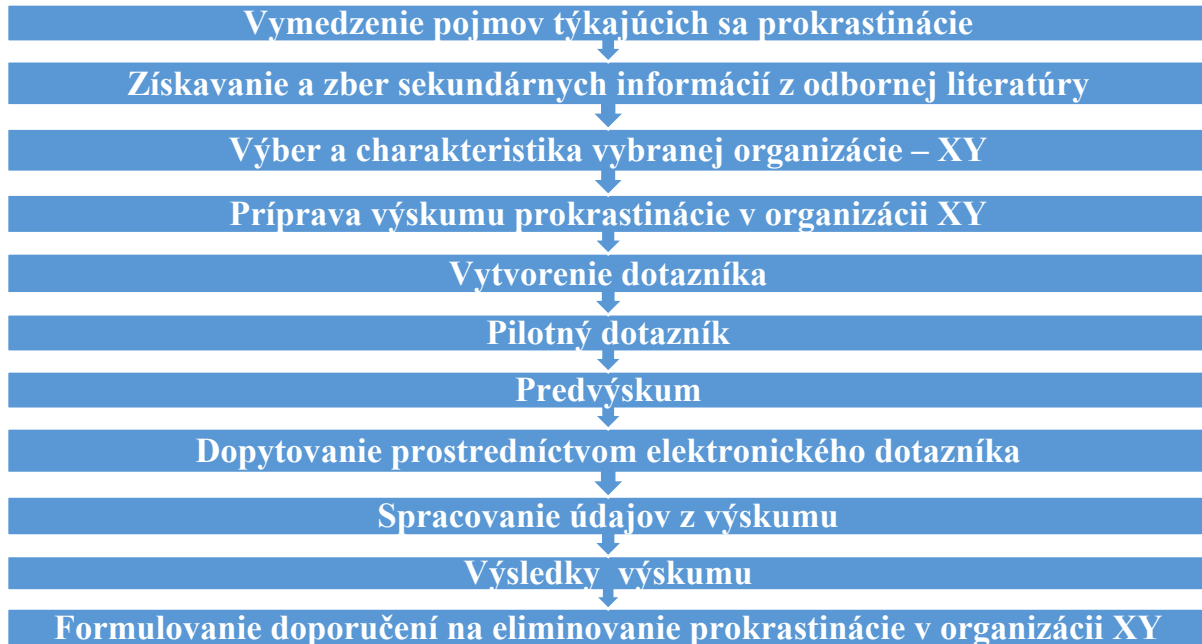 Vymedzenie pojmov týkajúcich sa prokrastinácie
Získavanie a zber sekundárnych informácií z odbornej literatúry
Výber a charakteristika vybranej organizácie – XY
Príprava výskumu prokrastinácie v organizácii XY
Vytvorenie dotazníka
Pilotný dotazník
Predvýskum
Dopytovanie prostredníctvom elektronického dotazníka
Spracovanie údajov z výskumu
Výsledky výskumu
Formulovanie doporučení na eliminovanie prokrastinácie v organizácii XY